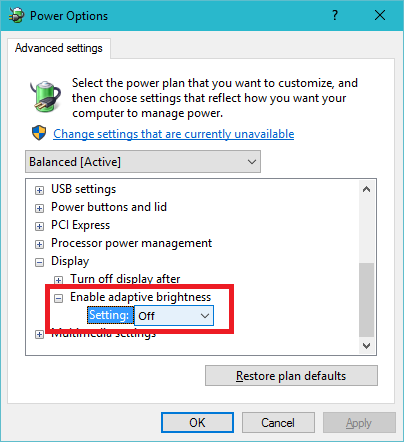 Power Options
Advanced settings
Select the power plan that you want to customize, and
then choose settings that reflect how you want your
computer to manage power.
Change settings that are currently unavailable
Balanced [Active]
USB settings
Power buttons and lid
PCI Express
Processor power management
Display
Turn off display after
Enable adaptive brightness
Setting: Off
Multimedia settings
Restore plan defaults
OK Cancel Apply